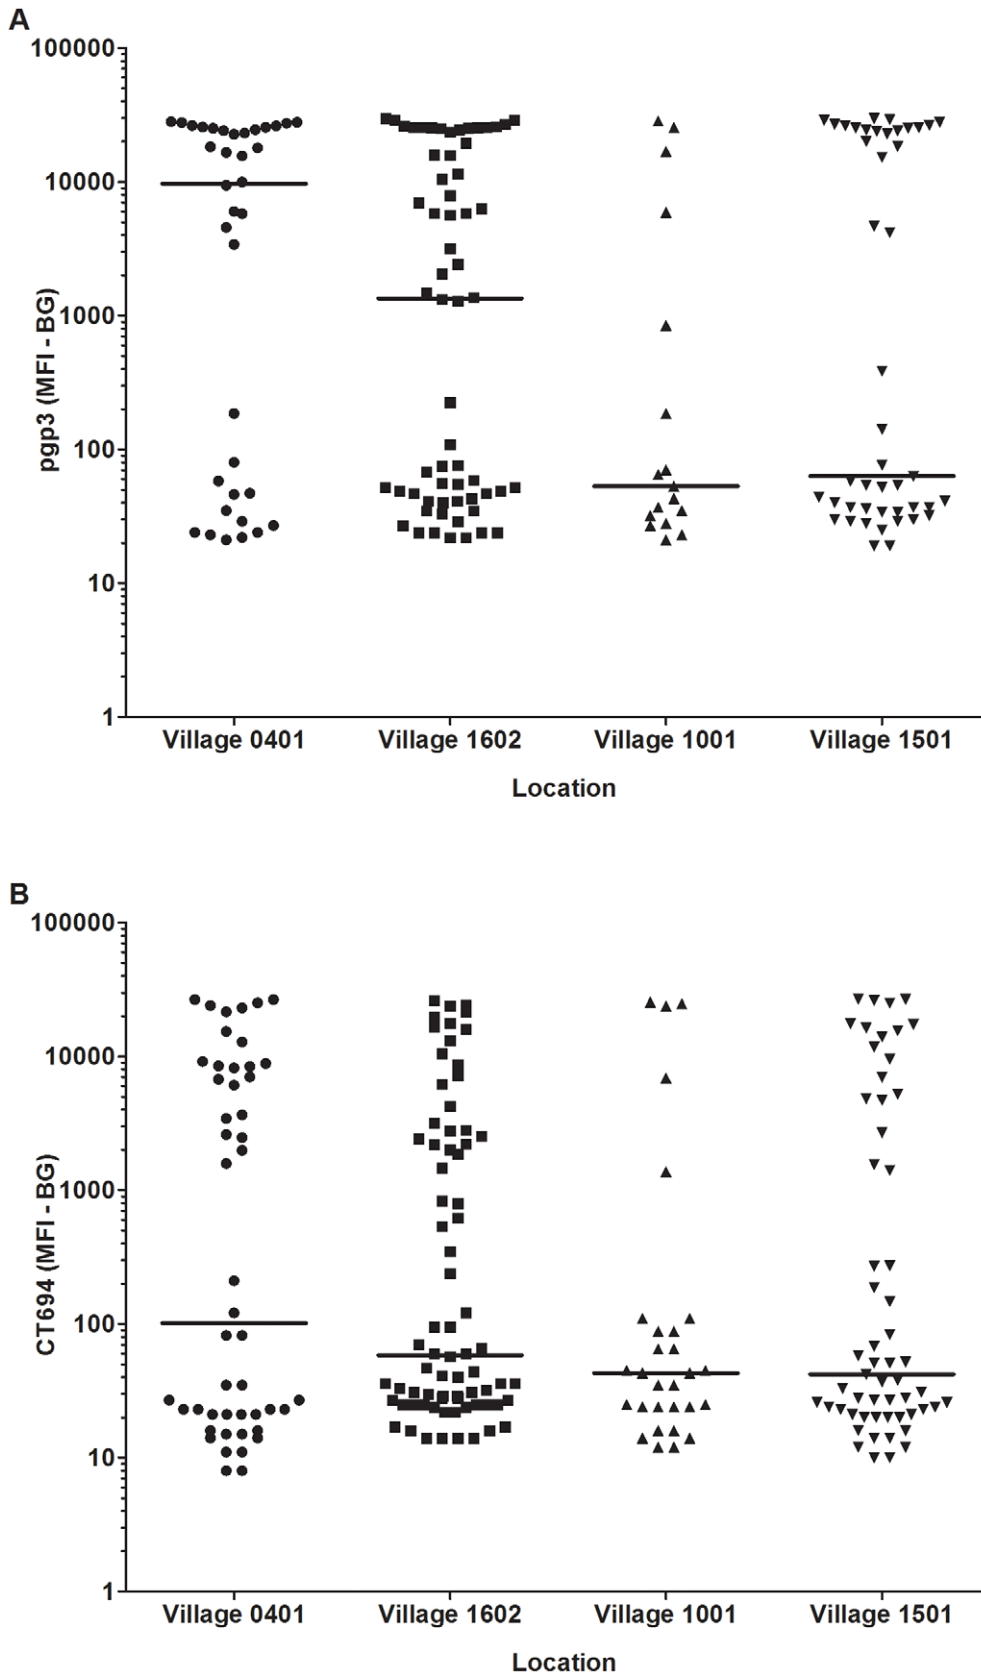 A
100000
10000
1000
100
10
1
pgp3 (MFI - BG)
Village 0401 Village 1602 Village 1001 Village 1501
Location
B
100000
10000
1000
100
10
1
CT694 (MFI - BG)
Village 0401 Village 1602 Village 1001 Village 1501
Location